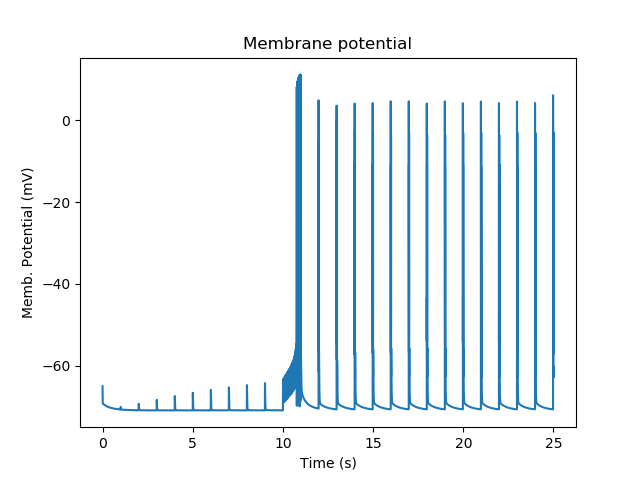 Membrane potential
Memb. Potential (mV)
0
−20
−40
−60
0 5 10 15 20 25
Time (s)